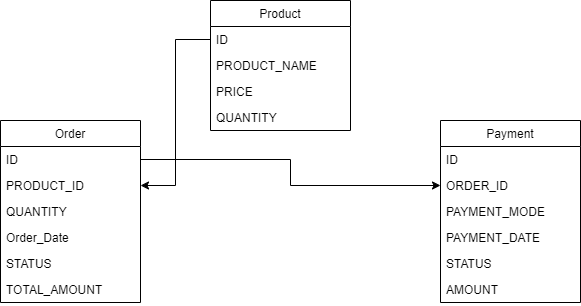 Product
ID
PRODUCT_NAME
PRICE
QUANTITY
Order
ID
PRODUCT_ID
QUANTITY
Order_Date
STATUS
TOTAL_AMOUNT
Payment
ID
ORDER_ID
PAYMENT_MODE
PAYMENT_DATE
STATUS
AMOUNT